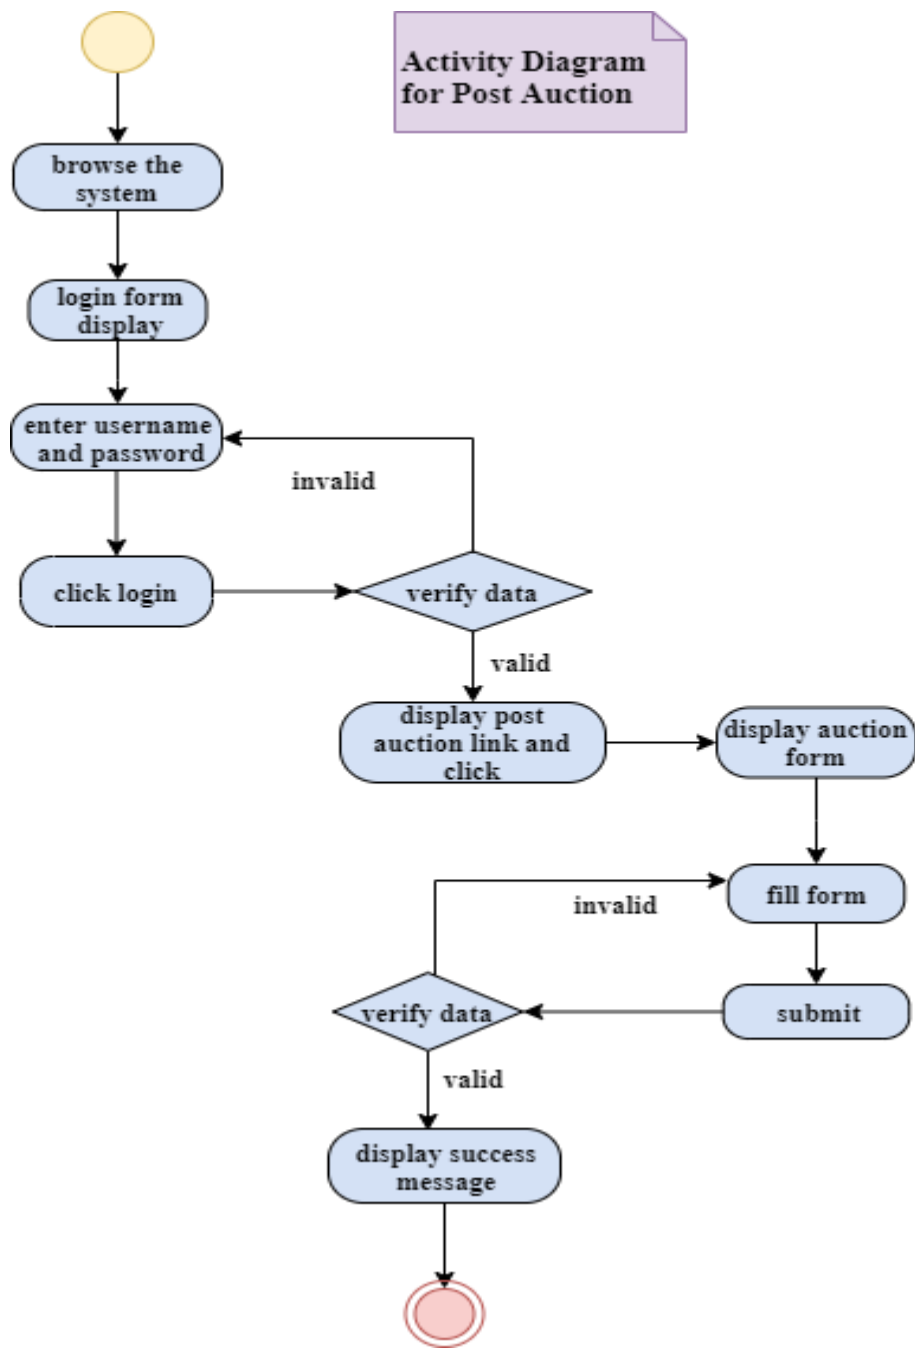 Activity Diagram
for Post Auction
browse the
system
login form
display
enter username
and password
invalid
click login
verify data
valid
display post
auction link and
click
display auction
form
fill form
invalid
submit
verify data
valid
display success
message